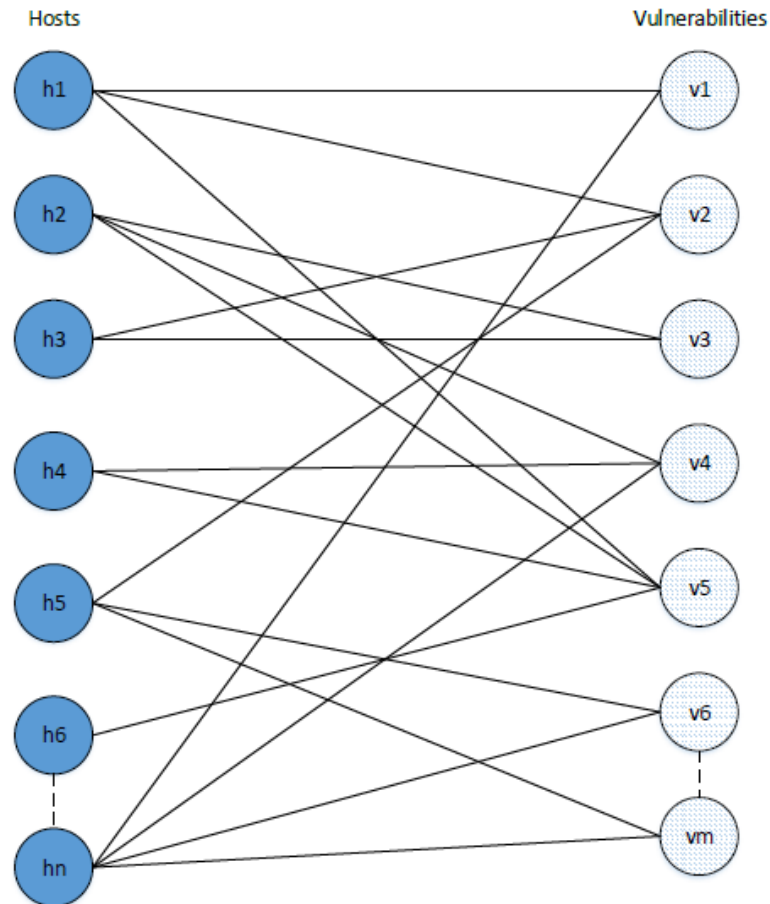 Hosts Vulnerabilities
h1 v1
h2 v2
h3 v3
h4 v4
h5 v5
h6 v6
hn vm